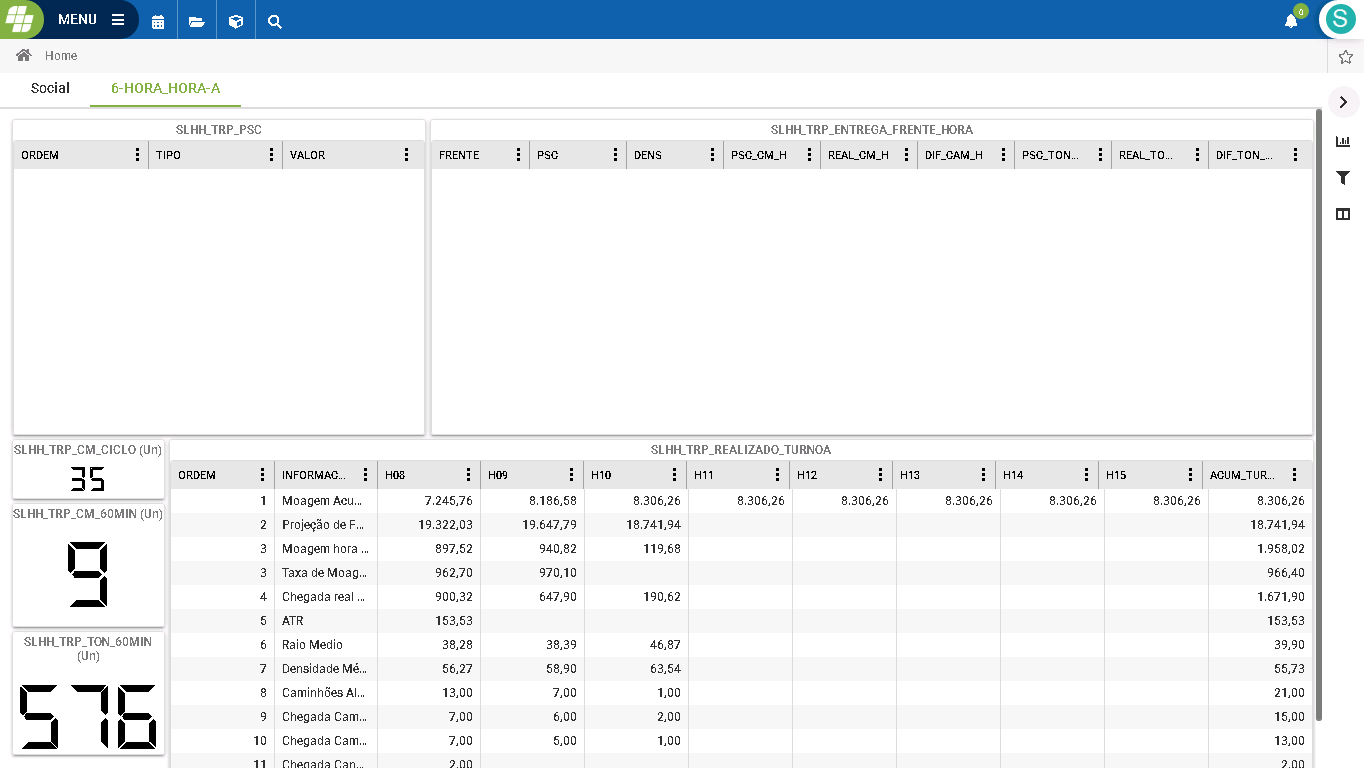 MENU
0
S
Home
Social 6-HORA_HORA-A
SLHH_TRP_PSC
ORDEM TIPO VALOR
SLHH_TRP_ENTREGA_FRENTE_HORA
FRENTE PSC DENS PSC_CM_H REAL_CM_H DIF_CAM_H PSC_TON... REAL_TO... DIF_TON_...
SLHH_TRP_CM_CICLO (Un)
35
SLHH_TRP_CM_60MIN (Un)
9
SLHH_TRP_TON_60MIN
(Un)
576
SLHH_TRP_REALIZADO_TURNOA
ORDEM INFORMAC... H08 H09 H10 H11 H12 H13 H14 H15 ACUM_TUR...
1 Moagem Acu... 7.245,76 8.186,58 8.306,26 8.306,26 8.306,26 8.306,26 8.306,26 8.306,26 8.306,26
2 Projeção de F... 19.322,03 19.647,79 18.741,94 18.741,94
3 Moagem hora ... 897,52 940,82 119,68 1.958,02
3 Taxa de Moag... 962,70 970,10 966,40
4 Chegada real ... 900,32 647,90 190,62 1.671,90
5 ATR 153,53 153,53
6 Raio Medio 38,28 38,39 46,87 39,90
7 Densidade Mé... 56,27 58,90 63,54 55,73
8 Caminhões Al... 13,00 7,00 1,00 21,00
9 Chegada Cam... 7,00 6,00 2,00 15,00
10 Chegada Cam... 7,00 5,00 1,00 13,00
11 Chegada Can... 2,00 2,00